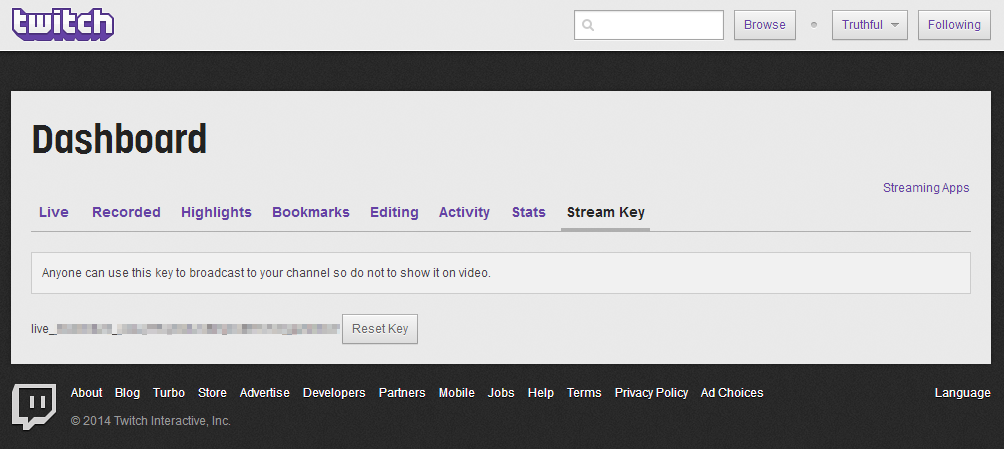 twitch Browse Truthful Following
Dashboard
Streaming Apps
Live Recorded Highlights Bookmarks Editing Activity Stats Stream Key
Anyone can use this key to broadcast to your channel so do not to show it on video.
live_ Reset Key
About Blog Turbo Store Advertise Developers Partners Mobile Jobs Help Terms Privacy Policy Ad Choices Language
© 2014 Twitch Interactive, Inc.